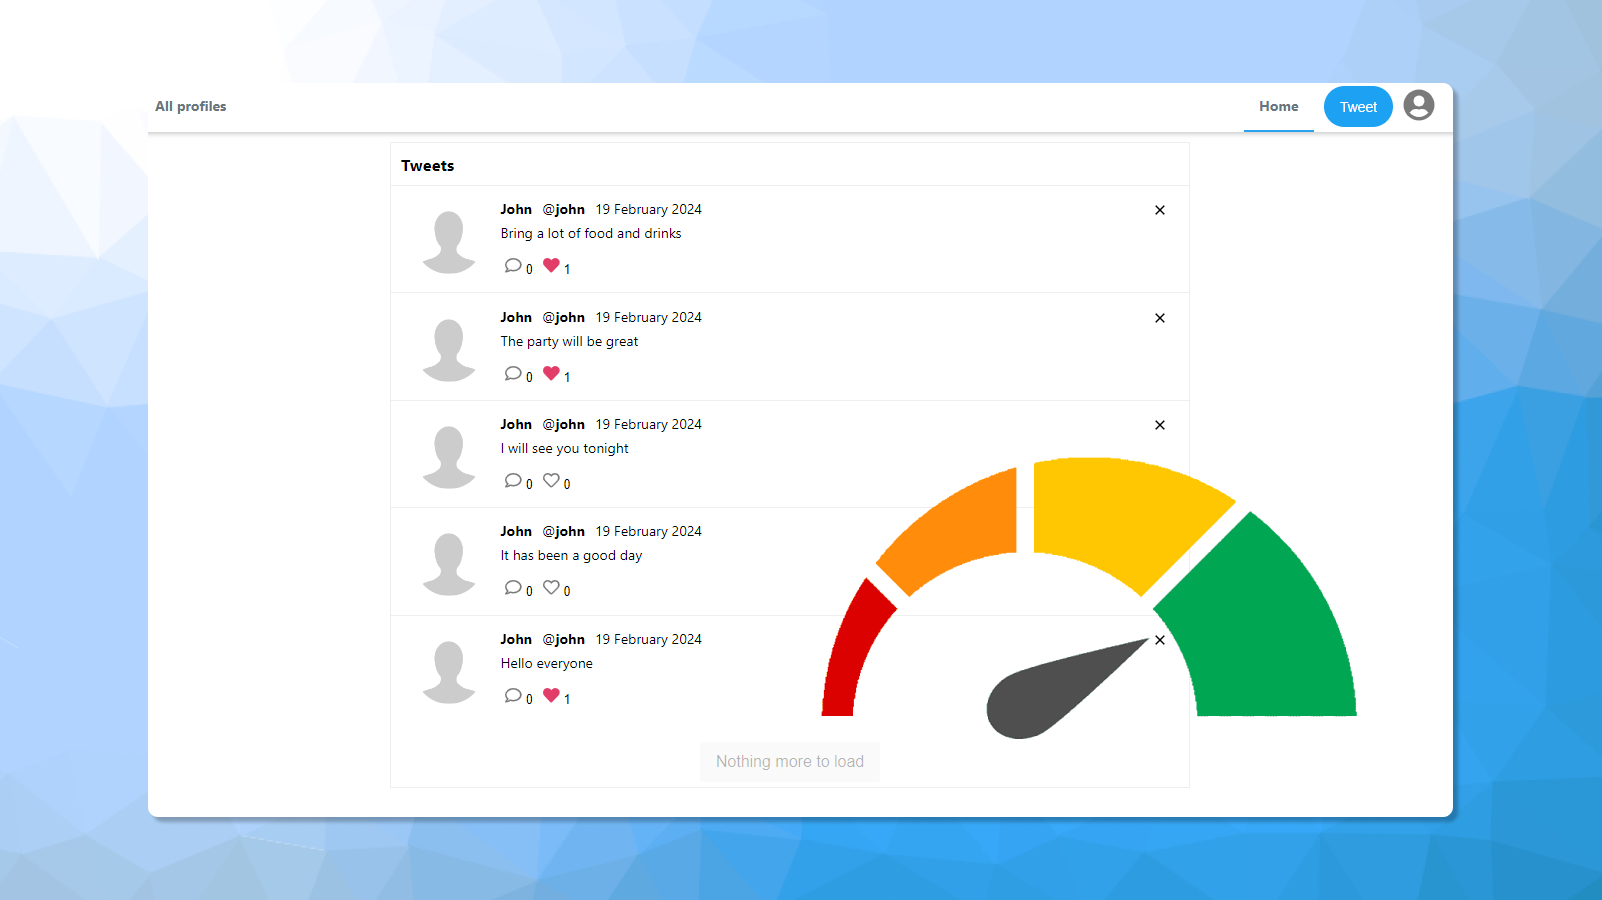 All profiles
Home
Tweet
Tweets
John @john 19 February 2024
Bring a lot of food and drinks
0 1
John @john 19 February 2024
The party will be great
0 1
John @john 19 February 2024
I will see you tonight
0 0
John @john 19 February 2024
It has been a good day
0 0
John @john 19 February 2024
Hello everyone
0 1
Nothing more to load